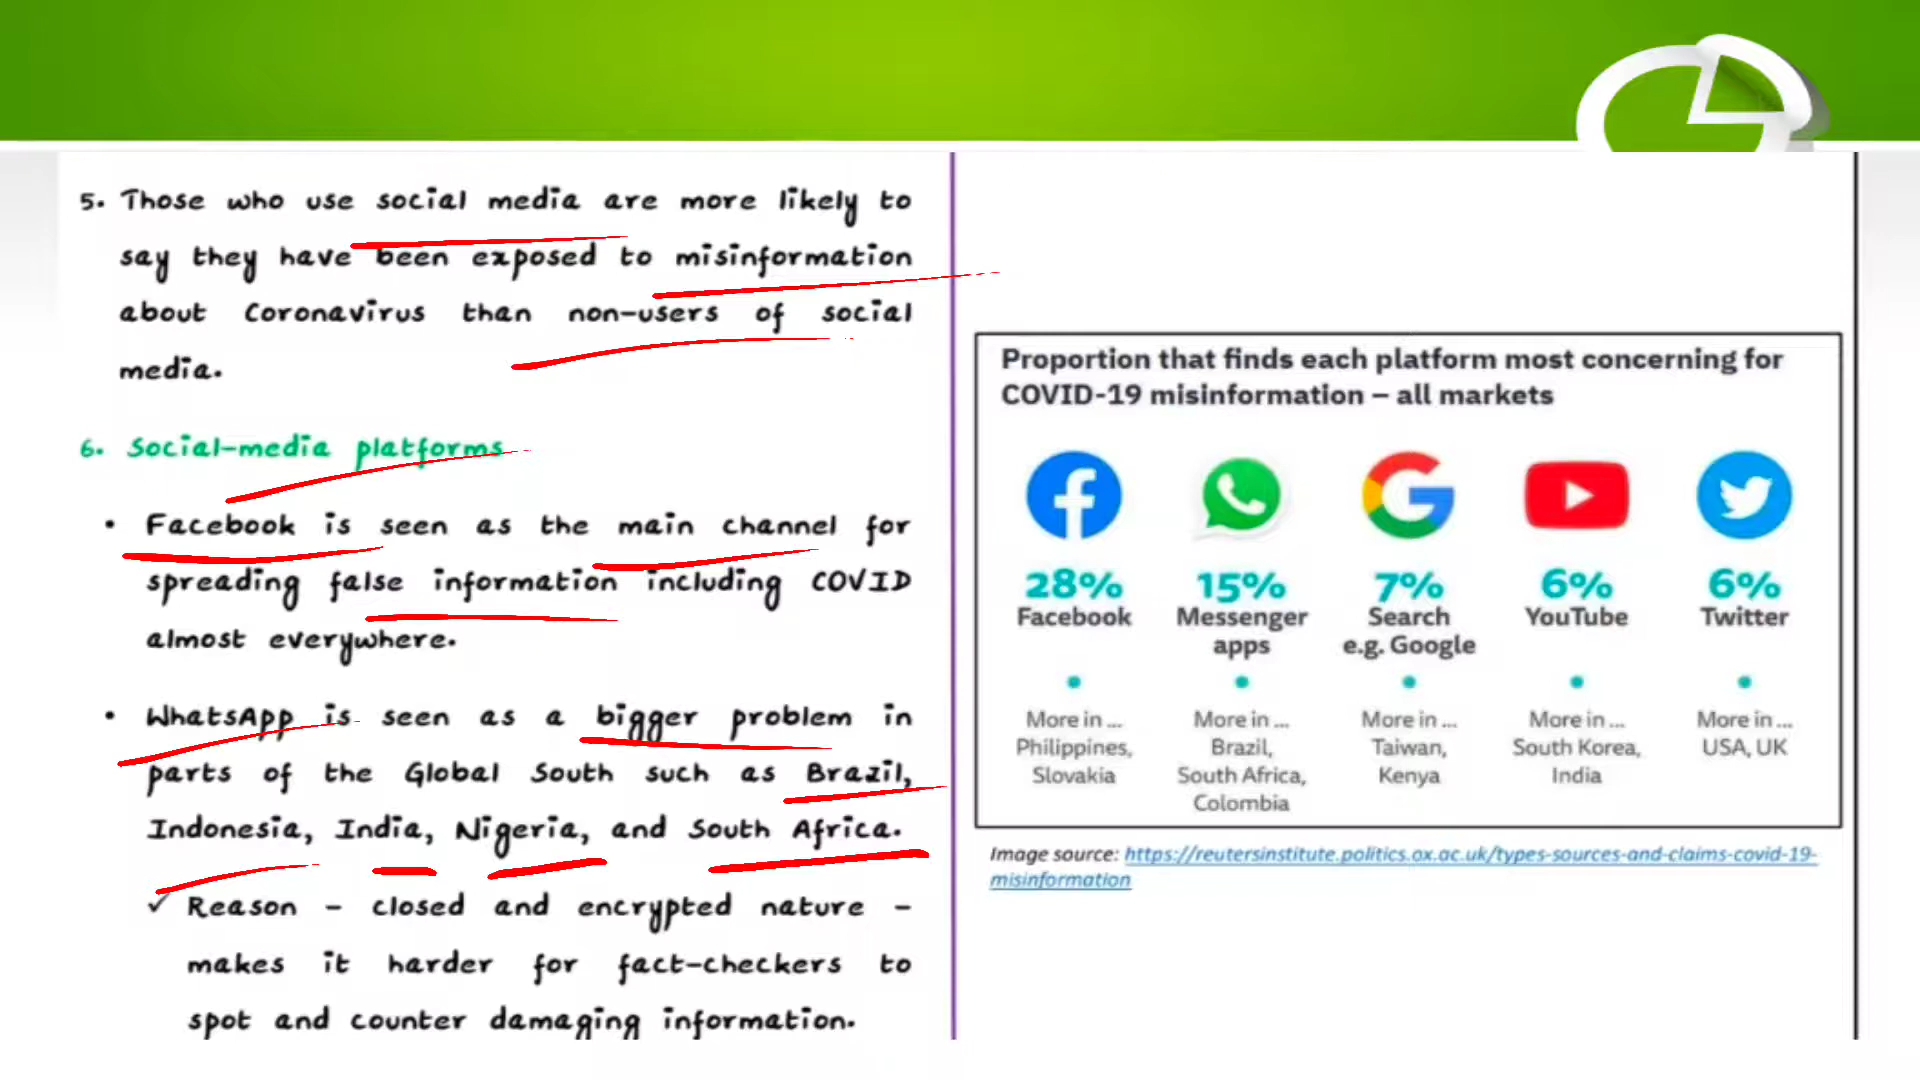 5. Those who use social media are more likely to
say they have been exposed to misinformation
about Coronavirus than non-users of social
media.
6. Social-media platforms
• Facebook is seen as the main channel for
spreading false information including COVID
almost everywhere.
• WhatsApp is seen as a bigger problem in
parts of the Global South such as Brazil,
Indonesia, India, Nigeria, and South Africa.
✓ Reason - closed and encrypted nature -
makes it harder for fact-checkers to
spot and counter damaging information.
Proportion that finds each platform most concerning for
COVID-19 misinformation – all markets
28% 15% 7% 6% 6%
Facebook Messenger Search YouTube Twitter
apps e.g. Google
More in ... More in ... More in ... More in ... More in ...
Philippines, Brazil, Taiwan, South Korea, USA, UK
Slovakia South Africa, Kenya India
Colombia
Image source: https://reutersinstitute.politics.ox.ac.uk/types-sources-and-claims-covid-19-
misinformation